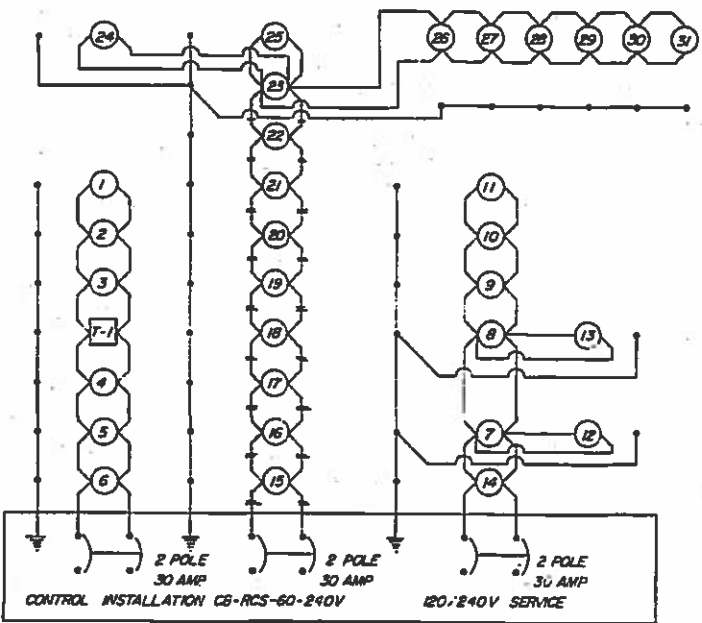 24 25 26 27 28 29 30 31
23
22
1 21 11
2 20 10
3 19 9
T-1 18 8 13
4 17
5 16 7 12
6 15 14
2 POLE 2 POLE 2 POLE
30 AMP 30 AMP 30 AMP
CONTROL INSTALLATION CB-RCS-60-240V 120/240V SERVICE